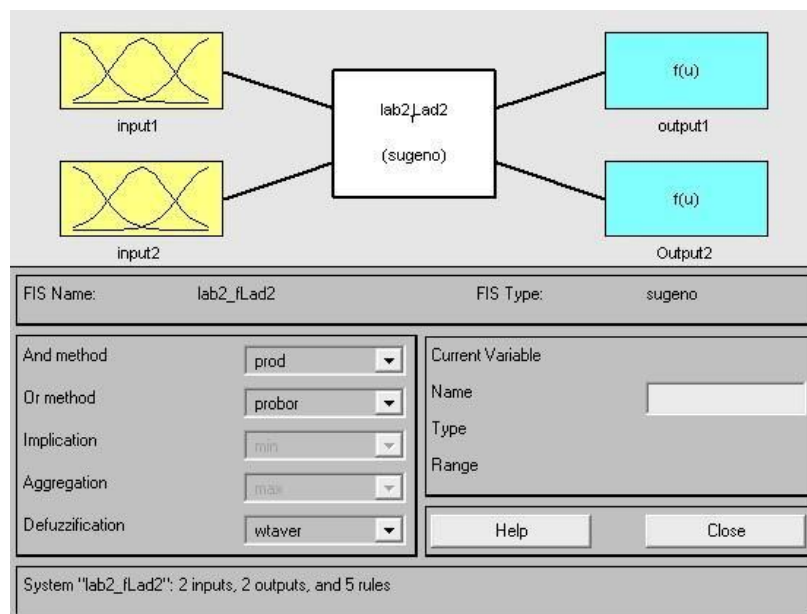 input1
lab2_fLad2
(sugeno)
f(u)
output1
input2
f(u)
Output2
FIS Name: lab2_fLad2 FIS Type: sugeno
And method prod
Or method probor
Implication min
Aggregation max
Defuzzification wtaver
Current Variable
Name
Type
Range
Help Close
System "lab2_fLad2": 2 inputs, 2 outputs, and 5 rules